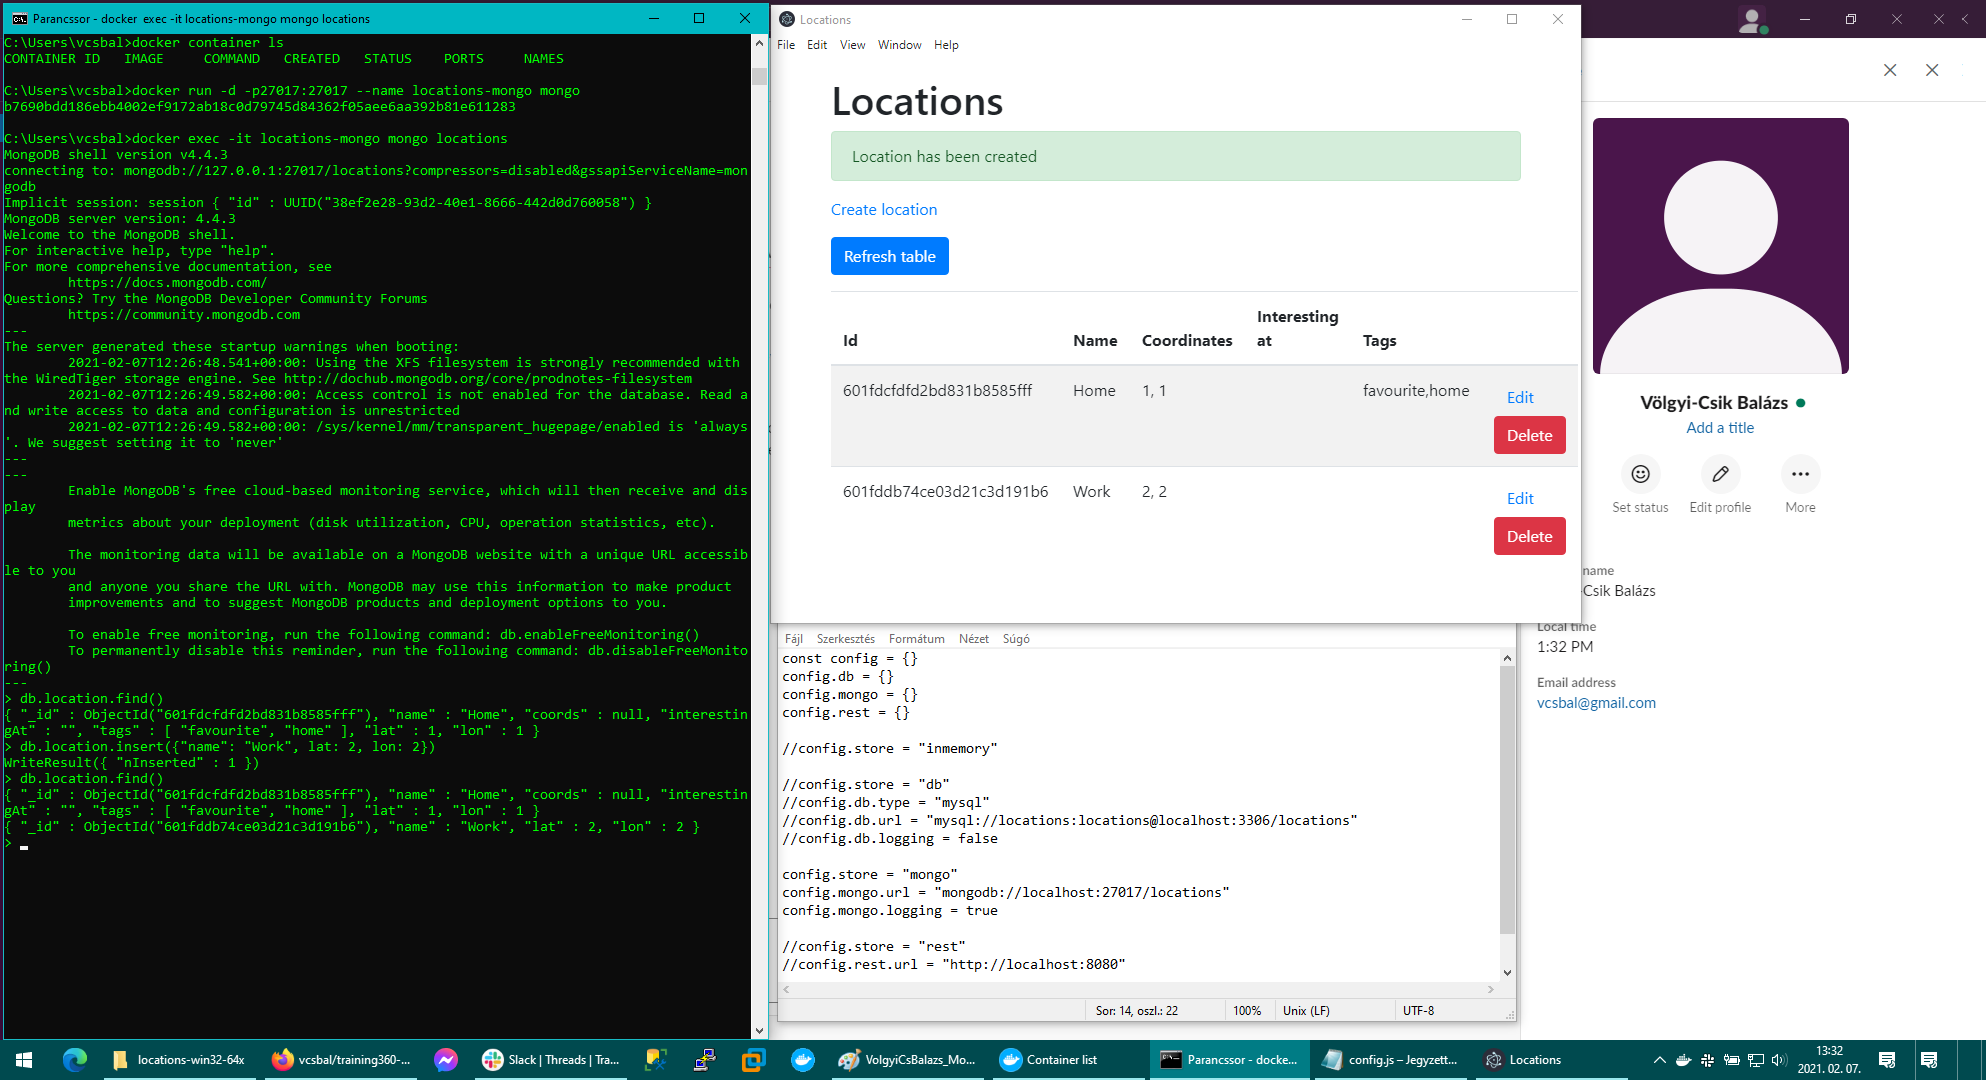 Parancssor - docker  exec -it locations-mongo mongo locations
C:\Users\vcsbal>docker container ls
CONTAINER ID   IMAGE     COMMAND   CREATED   STATUS    PORTS     NAMES
C:\Users\vcsbal>docker run -d -p27017:27017 --name locations-mongo mongo
b7690bdd186ebb4002ef9172ab18c0d79745d84362f05aee6aa392b81e611283
C:\Users\vcsbal>docker exec -it locations-mongo mongo locations
MongoDB shell version v4.4.3
connecting to: mongodb://127.0.0.1:27017/locations?compressors=disabled&gssapiServiceName=mon
godb
Implicit session: session { "id" : UUID("38ef2e28-93d2-40e1-8666-442d0d760058") }
MongoDB server version: 4.4.3
Welcome to the MongoDB shell.
For interactive help, type "help".
For more comprehensive documentation, see
        https://docs.mongodb.com/
Questions? Try the MongoDB Developer Community Forums
        https://community.mongodb.com
---
The server generated these startup warnings when booting:
        2021-02-07T12:26:48.541+00:00: Using the XFS filesystem is strongly recommended with
the WiredTiger storage engine. See http://dochub.mongodb.org/core/prodnotes-filesystem
        2021-02-07T12:26:49.582+00:00: Access control is not enabled for the database. Read a
nd write access to data and configuration is unrestricted
        2021-02-07T12:26:49.582+00:00: /sys/kernel/mm/transparent_hugepage/enabled is 'always
'. We suggest setting it to 'never'
---
---
        Enable MongoDB's free cloud-based monitoring service, which will then receive and dis
play
        metrics about your deployment (disk utilization, CPU, operation statistics, etc).
        The monitoring data will be available on a MongoDB website with a unique URL accessib
le to you
        and anyone you share the URL with. MongoDB may use this information to make product
        improvements and to suggest MongoDB products and deployment options to you.
        To enable free monitoring, run the following command: db.enableFreeMonitoring()
        To permanently disable this reminder, run the following command: db.disableFreeMonito
ring()
---
> db.location.find()
{ "_id" : ObjectId("601fdcfdfd2bd831b8585fff"), "name" : "Home", "coords" : null, "interestin
gAt" : "", "tags" : [ "favourite", "home" ], "lat" : 1, "lon" : 1 }
> db.location.insert({"name": "Work", lat: 2, lon: 2})
WriteResult({ "nInserted" : 1 })
> db.location.find()
{ "_id" : ObjectId("601fdcfdfd2bd831b8585fff"), "name" : "Home", "coords" : null, "interestin
gAt" : "", "tags" : [ "favourite", "home" ], "lat" : 1, "lon" : 1 }
{ "_id" : ObjectId("601fddb74ce03d21c3d191b6"), "name" : "Work", "lat" : 2, "lon" : 2 }
>
Locations
File Edit View Window Help
Locations
Location has been created
Create location
Refresh table
Id Name Coordinates Interesting at Tags
601fdcfdfd2bd831b8585fff Home 1, 1 favourite,home Edit
Delete
601fddb74ce03d21c3d191b6 Work 2, 2 Edit
Delete
Fájl Szerkesztés Formátum Nézet Súgó
const config = {}
config.db = {}
config.mongo = {}
config.rest = {}
//config.store = "inmemory"
//config.store = "db"
//config.db.type = "mysql"
//config.db.url = "mysql://locations:locations@localhost:3306/locations"
//config.db.logging = false
config.store = "mongo"
config.mongo.url = "mongodb://localhost:27017/locations"
config.mongo.logging = true
//config.store = "rest"
//config.rest.url = "http://localhost:8080"
Sor: 14, oszl.: 22 100% Unix (LF) UTF-8
Völgyi-Csik Balázs
Add a title
Set status Edit profile More
name
-Csik Balázs
Local time
1:32 PM
Email address
vcsbal@gmail.com
locations-win32-64x
vcsbal/training360-...
Slack | Threads | Tra...
VolgyiCsBalazs_Mo...
Container list
Parancssor - docke...
config.js – Jegyzett...
Locations
13:32
2021. 02. 07.